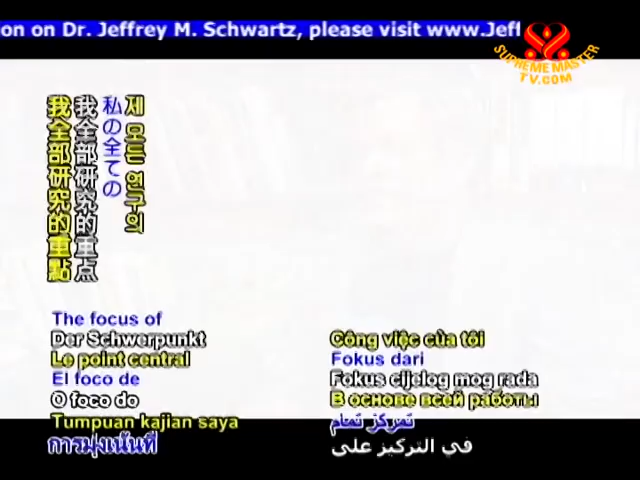 on on Dr. Jeffrey M. Schwartz, please visit www.Jeff
SUPREME MASTER
TV.COM
我全部研究的重點
我全部研究的重点
私の全ての
제 모든 연구의
The focus of
Der Schwerpunkt
Le point central
El foco de
O foco do
Tumpuan kajian saya
การมุ่งเน้นที่
Công việc của tôi
Fokus dari
Fokus cijelog mog rada
В основе всей работы
تمرکز تمام
في التركيز على